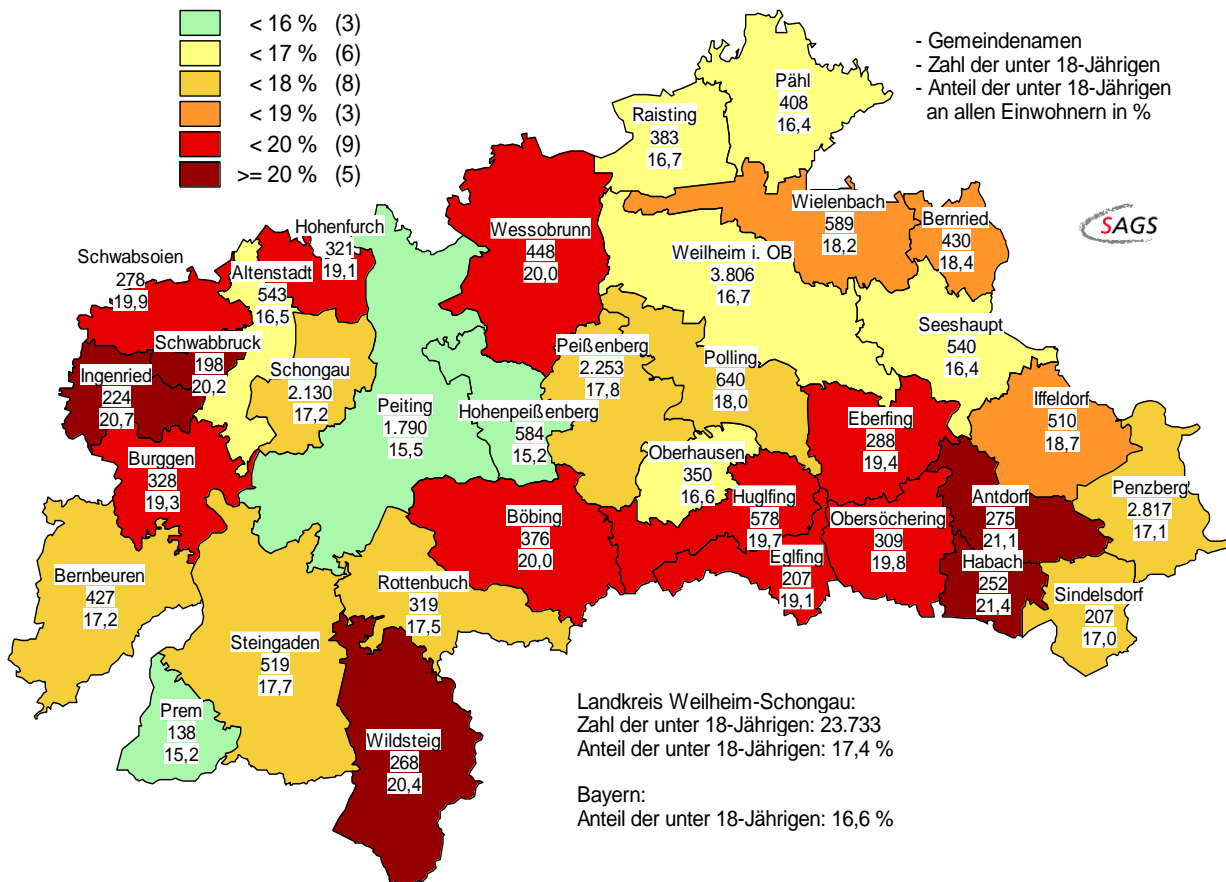 < 16 % (3)
< 17 % (6)
< 18 % (8)
< 19 % (3)
< 20 % (9)
>= 20 % (5)
- Gemeindenamen
- Zahl der unter 18-Jährigen
- Anteil der unter 18-Jährigen
an allen Einwohnern in %
SAGS
Pähl
408
16,4
Raisting
383
16,7
Wielenbach
589
18,2
Bernried
430
18,4
Wessobrunn
448
20,0
Weilheim i. OB
3.806
16,7
Hohenfurch
321
19,1
Schwabsoien
278
19,9
Altenstadt
543
16,5
Seeshaupt
540
16,4
Schwabbruck
198
20,2
Ingenried
224
20,7
Schongau
2.130
17,2
Peißenberg
2.253
17,8
Polling
640
18,0
Peiting
1.790
15,5
Hohenpeißenberg
584
15,2
Eberfing
288
19,4
Iffeldorf
510
18,7
Burggen
328
19,3
Oberhausen
350
16,6
Huglfing
578
19,7
Penzberg
2.817
17,1
Antdorf
275
21,1
Böbing
376
20,0
Obersöchering
309
19,8
Eglfing
207
19,1
Habach
252
21,4
Bernbeuren
427
17,2
Rottenbuch
319
17,5
Sindelsdorf
207
17,0
Steingaden
519
17,7
Prem
138
15,2
Wildsteig
268
20,4
Landkreis Weilheim-Schongau:
Zahl der unter 18-Jährigen: 23.733
Anteil der unter 18-Jährigen: 17,4 %
Bayern:
Anteil der unter 18-Jährigen: 16,6 %